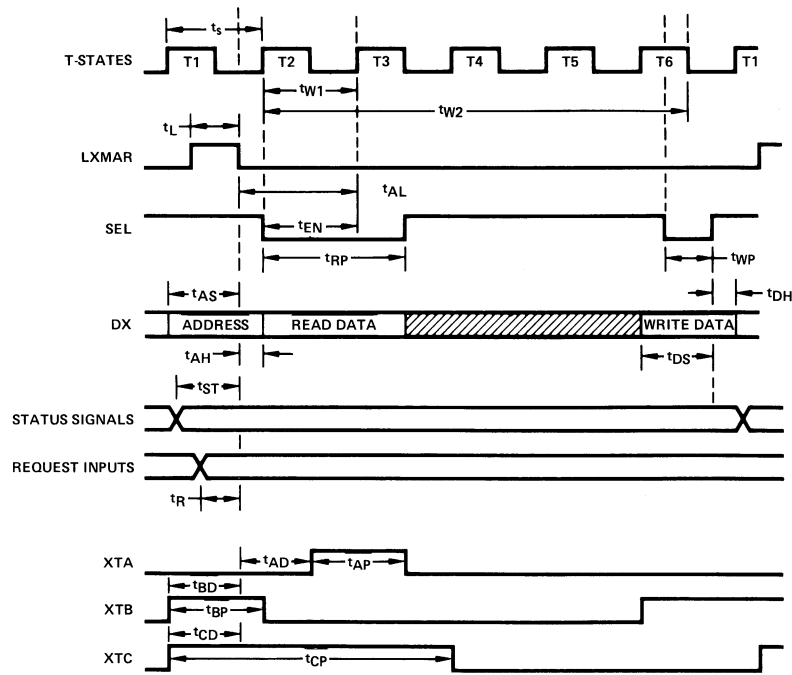 tS
T-STATES T1 T2 T3 T4 T5 T6 T1
tW1
tW2
tL
LXMAR
tAL
SEL tEN
tRP tWP
tAS tDH
DX ADDRESS READ DATA WRITE DATA
tAH tDS
tST
STATUS SIGNALS
REQUEST INPUTS
tR
XTA tAD tAP
tBD
XTB tBP
tCD
XTC tCP